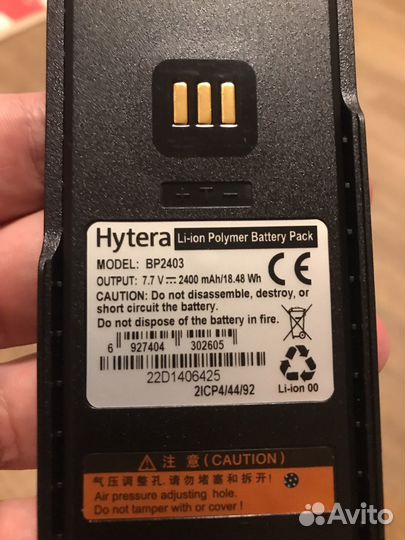 + T −
Hytera Li-ion Polymer Battery Pack
MODEL: BP2403
OUTPUT: 7.7 V⎓ 2400 mAh/18.48 Wh
CAUTION: Do not disassemble, destroy, or
short circuit the battery.
Do not dispose of the battery in fire.
CE
6 927404 302605
22D1406425
2ICP4/44/92
Li-ion 00
注意(CAUTION)
气压调整孔.请勿堵塞和拆开!
Air pressure adjusting hole.
Do not tamper with or cover!
Avito